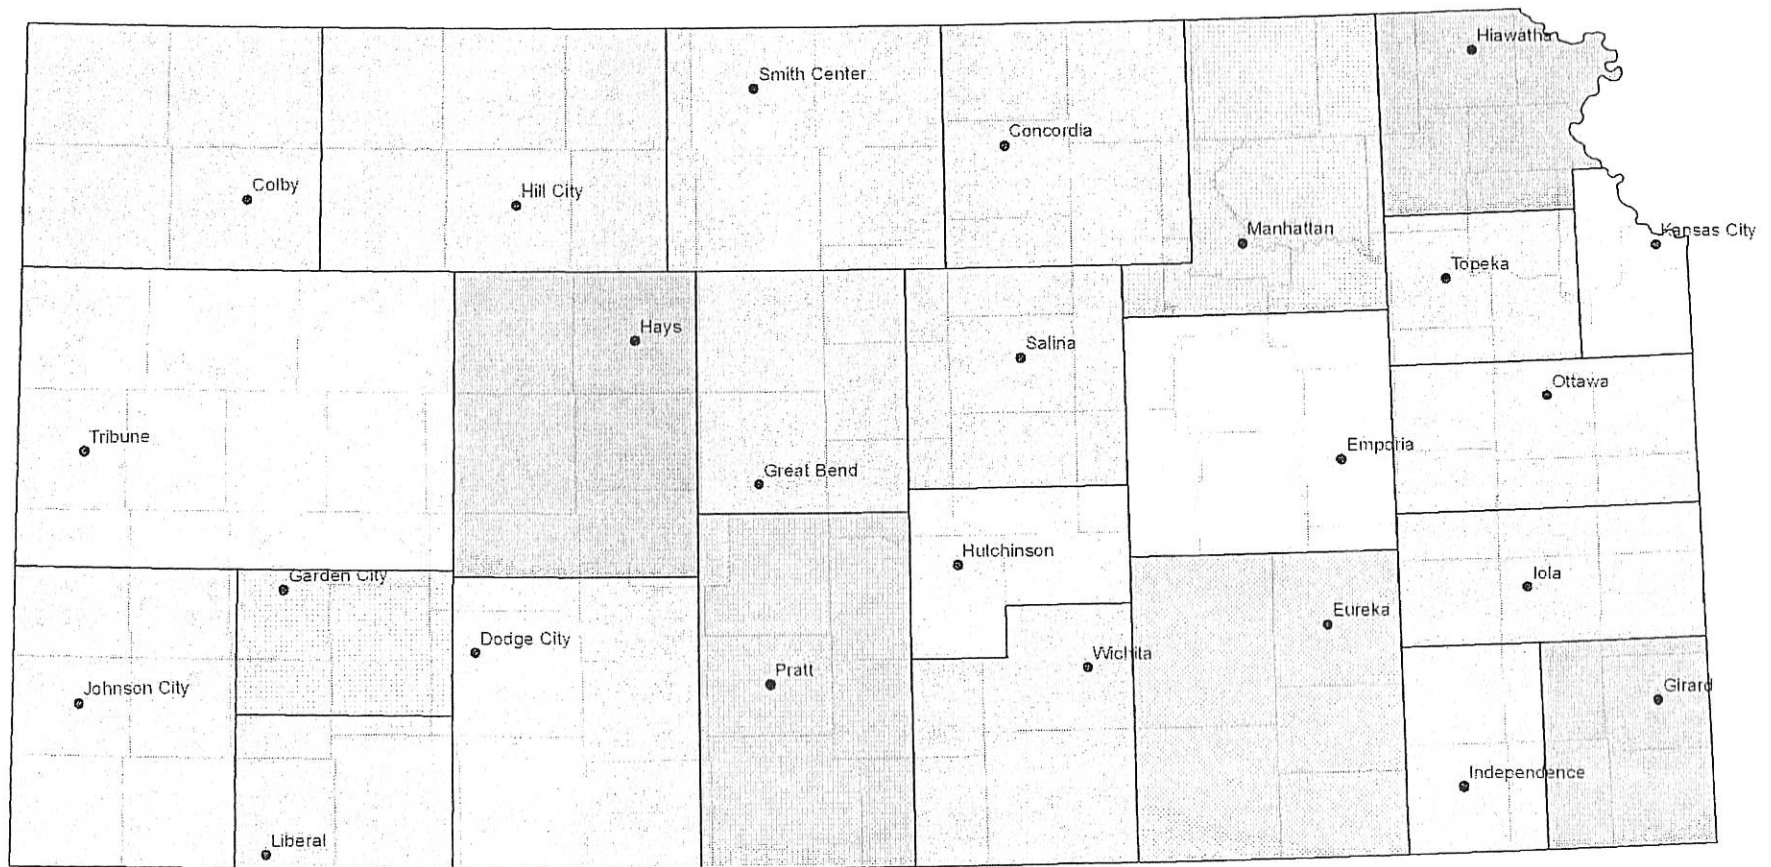 Hiawatha
Smith Center
Concordia
Colby
Hill City
Manhattan
Kansas City
Topeka
Hays
Salina
Ottawa
Tribune
Emporia
Great Bend
Hutchinson
Iola
Garden City
Eureka
Dodge City
Wichita
Pratt
Johnson City
Girard
Independence
Liberal